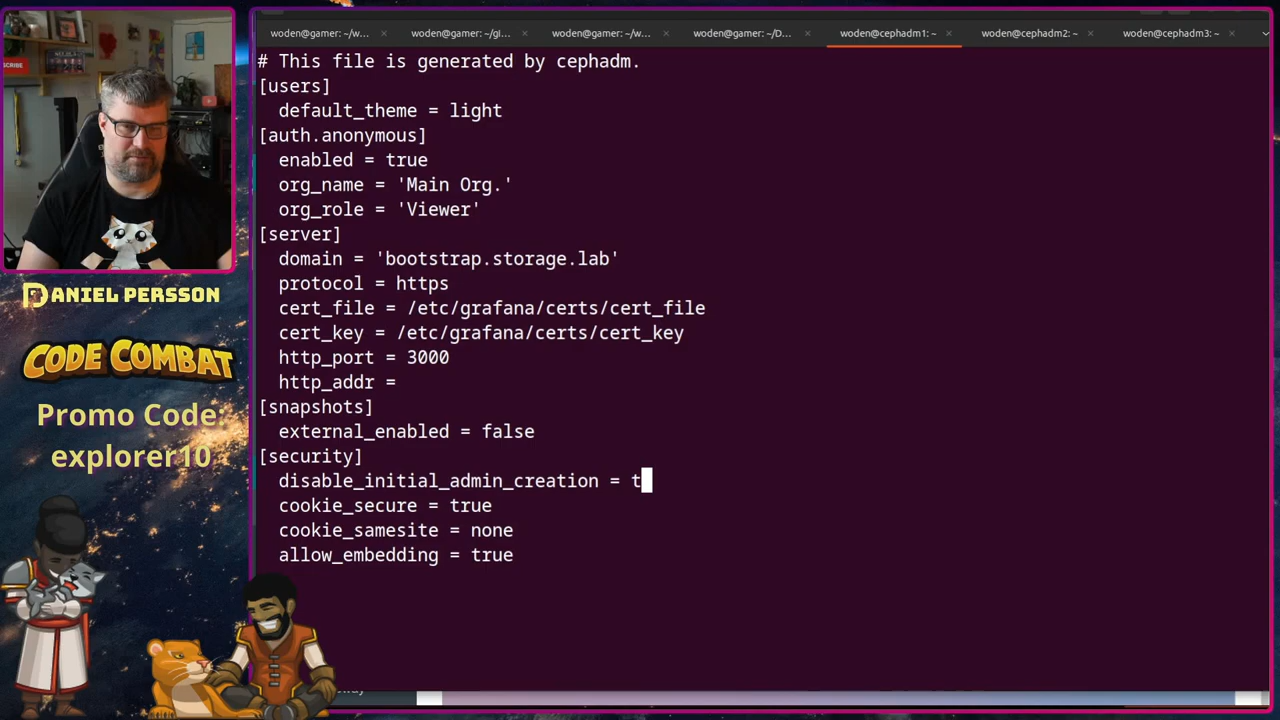 woden@gamer: ~/w...
woden@gamer: ~/gl...
woden@gamer: ~/w...
woden@gamer: ~/D...
woden@cephadm1: ~
woden@cephadm2: ~
woden@cephadm3: ~
# This file is generated by cephadm.
[users]
default_theme = light
[auth.anonymous]
enabled = true
org_name = 'Main Org.'
org_role = 'Viewer'
[server]
domain = 'bootstrap.storage.lab'
protocol = https
cert_file = /etc/grafana/certs/cert_file
cert_key = /etc/grafana/certs/cert_key
http_port = 3000
http_addr =
[snapshots]
external_enabled = false
[security]
disable_initial_admin_creation = t
cookie_secure = true
cookie_samesite = none
allow_embedding = true
SCRIBE
DANIEL PERSSON
CODE COMBAT
Promo Code:
explorer10